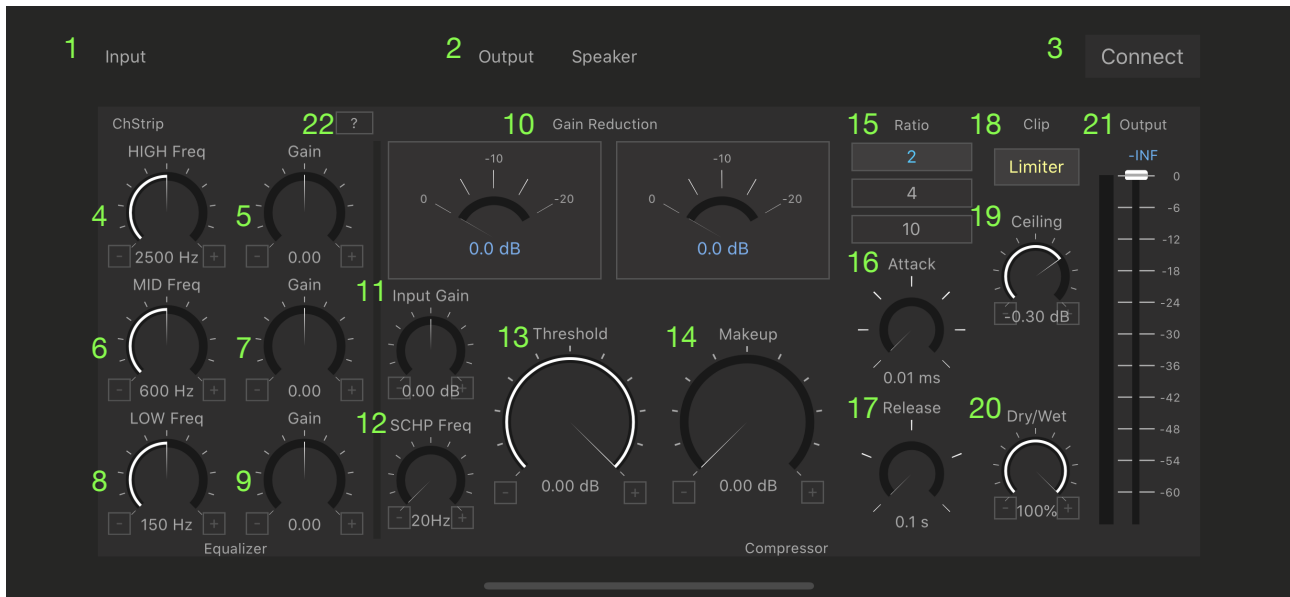 1 Input 2 Output Speaker 3 Connect
ChStrip 22 ? 10 Gain Reduction 15 Ratio 18 Clip 21 Output
HIGH Freq Gain
4 - 2500 Hz +
5 - 0.00 +
MID Freq Gain
6 - 600 Hz +
7 - 0.00 +
LOW Freq Gain
8 - 150 Hz +
9 - 0.00 +
Equalizer
0 -10 -20
0.0 dB
0 -10 -20
0.0 dB
11 Input Gain
- 0.00 dB +
12 SCHP Freq
- 20Hz +
13 Threshold
- 0.00 dB +
14 Makeup
- 0.00 dB +
Compressor
2
4
10
16 Attack
0.01 ms
17 Release
0.1 s
Limiter
19 Ceiling
- -0.30 dB +
20 Dry/Wet
- 100% +
-INF
0
-6
-12
-18
-24
-30
-36
-42
-48
-54
-60